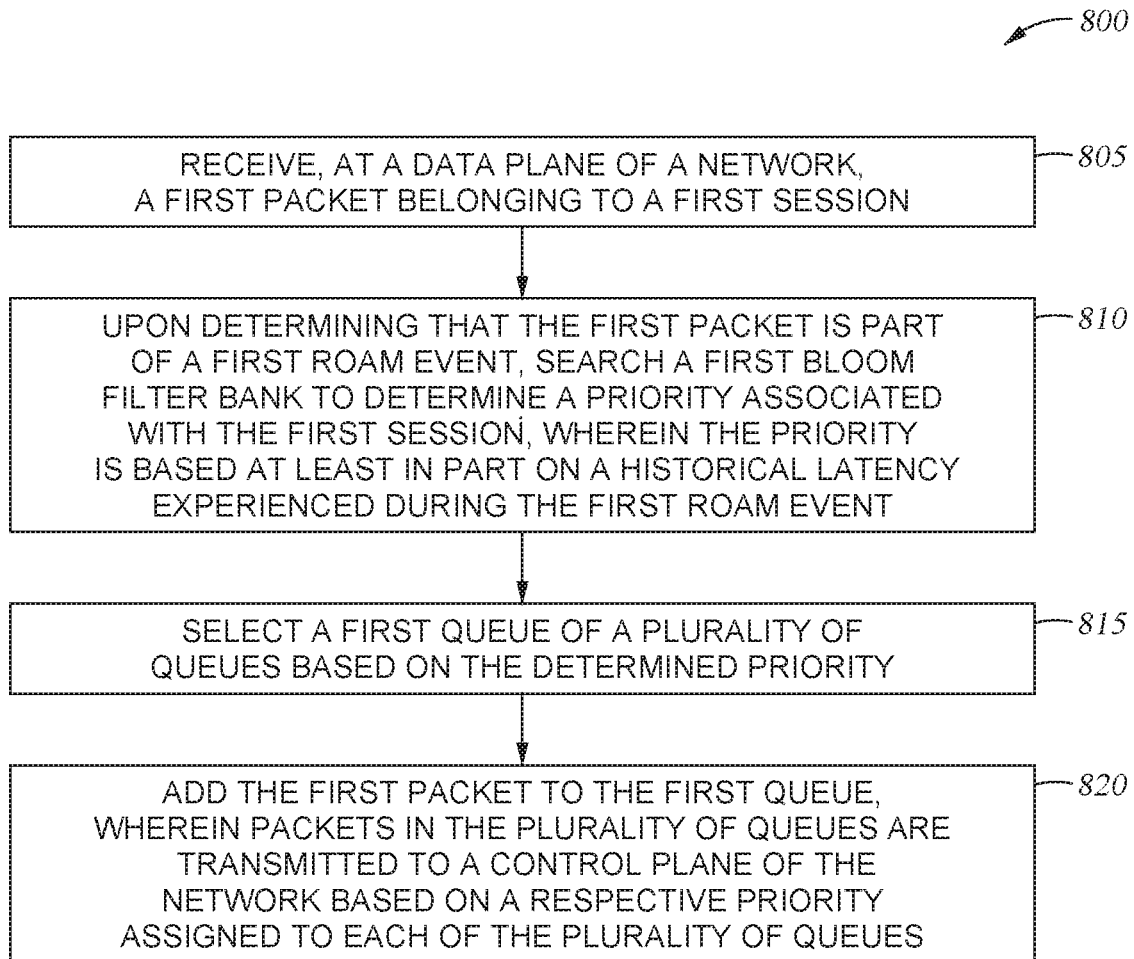 800
RECEIVE, AT A DATA PLANE OF A NETWORK,
A FIRST PACKET BELONGING TO A FIRST SESSION
805
UPON DETERMINING THAT THE FIRST PACKET IS PART
OF A FIRST ROAM EVENT, SEARCH A FIRST BLOOM
FILTER BANK TO DETERMINE A PRIORITY ASSOCIATED
WITH THE FIRST SESSION, WHEREIN THE PRIORITY
IS BASED AT LEAST IN PART ON A HISTORICAL LATENCY
EXPERIENCED DURING THE FIRST ROAM EVENT
810
SELECT A FIRST QUEUE OF A PLURALITY OF
QUEUES BASED ON THE DETERMINED PRIORITY
815
ADD THE FIRST PACKET TO THE FIRST QUEUE,
WHEREIN PACKETS IN THE PLURALITY OF QUEUES ARE
TRANSMITTED TO A CONTROL PLANE OF THE
NETWORK BASED ON A RESPECTIVE PRIORITY
ASSIGNED TO EACH OF THE PLURALITY OF QUEUES
820